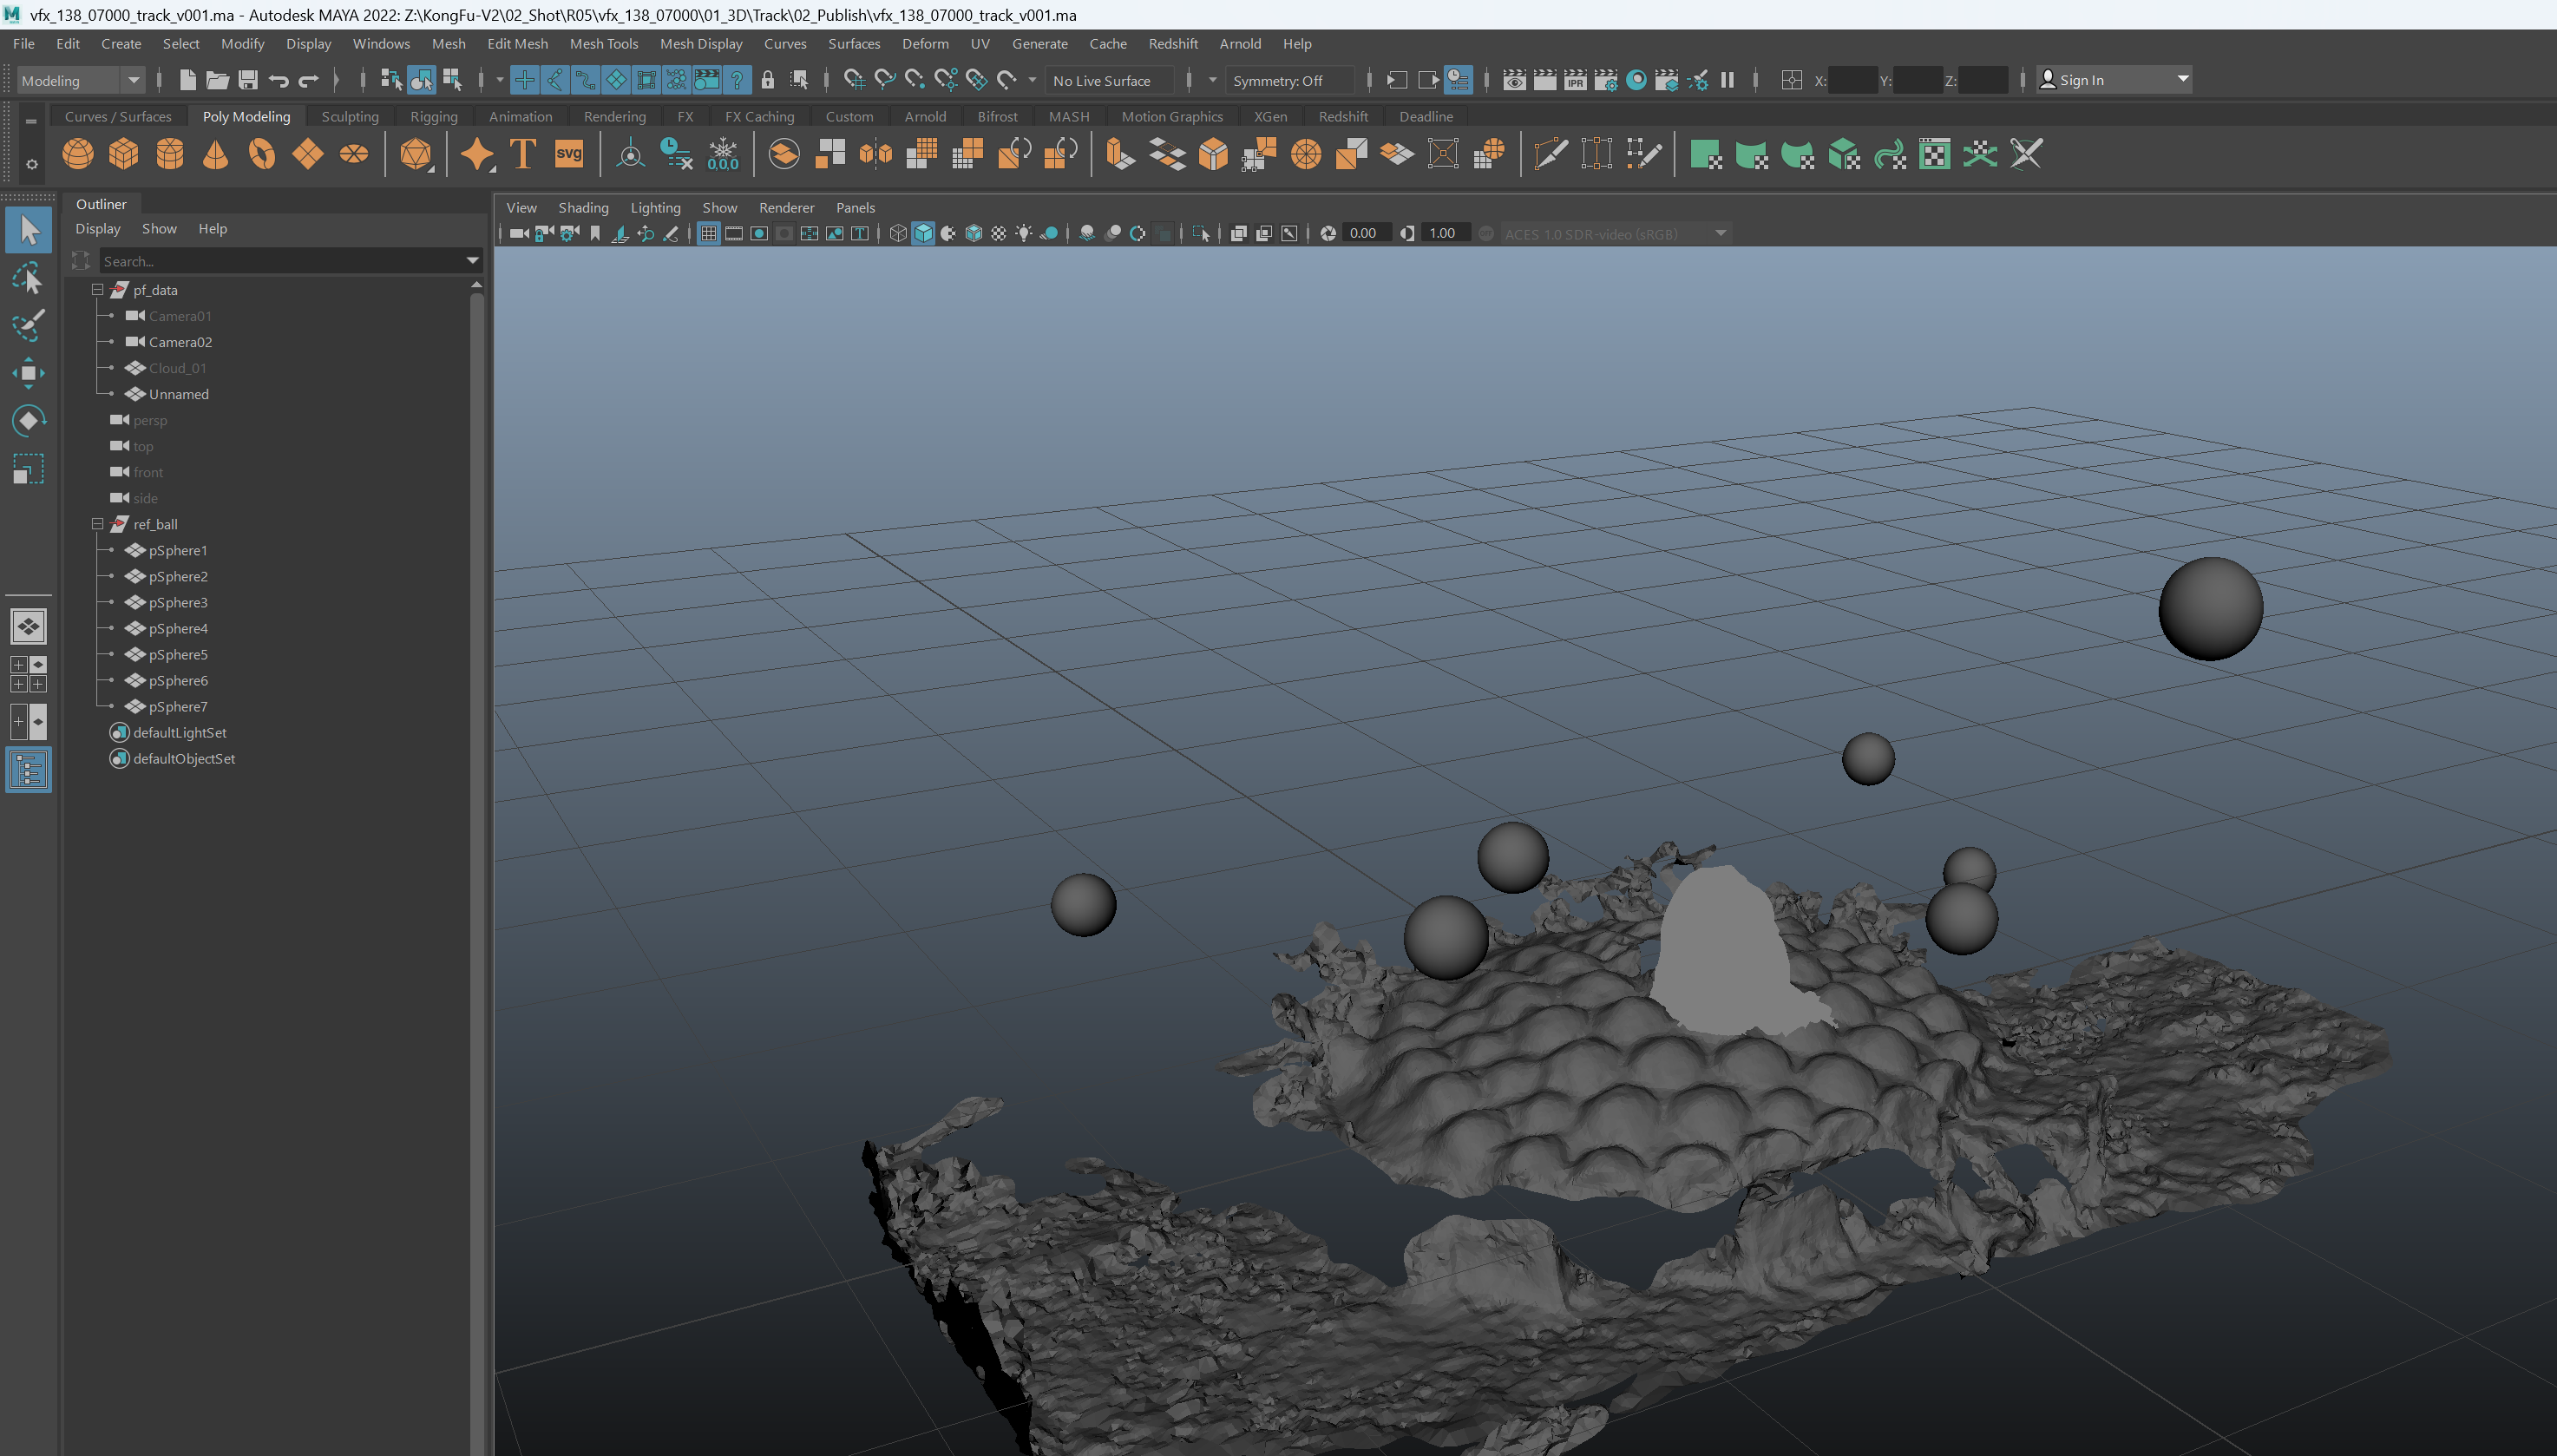 M vfx_138_07000_track_v001.ma - Autodesk MAYA 2022: Z:\KongFu-V2\02_Shot\R05\vfx_138_07000\01_3D\Track\02_Publish\vfx_138_07000_track_v001.ma
File Edit Create Select Modify Display Windows Mesh Edit Mesh Mesh Tools Mesh Display Curves Surfaces Deform UV Generate Cache Redshift Arnold Help
Modeling No Live Surface Symmetry: Off IPR X: Y: Z: Sign In
Curves / Surfaces Poly Modeling Sculpting Rigging Animation Rendering FX FX Caching Custom Arnold Bifrost MASH Motion Graphics XGen Redshift Deadline
T svg 0,0,0
Outliner
Display Show Help
Search...
pf_data
Camera01
Camera02
Cloud_01
Unnamed
persp
top
front
side
ref_ball
pSphere1
pSphere2
pSphere3
pSphere4
pSphere5
pSphere6
pSphere7
defaultLightSet
defaultObjectSet
View Shading Lighting Show Renderer Panels
0.00 1.00 ACES 1.0 SDR-video (sRGB)